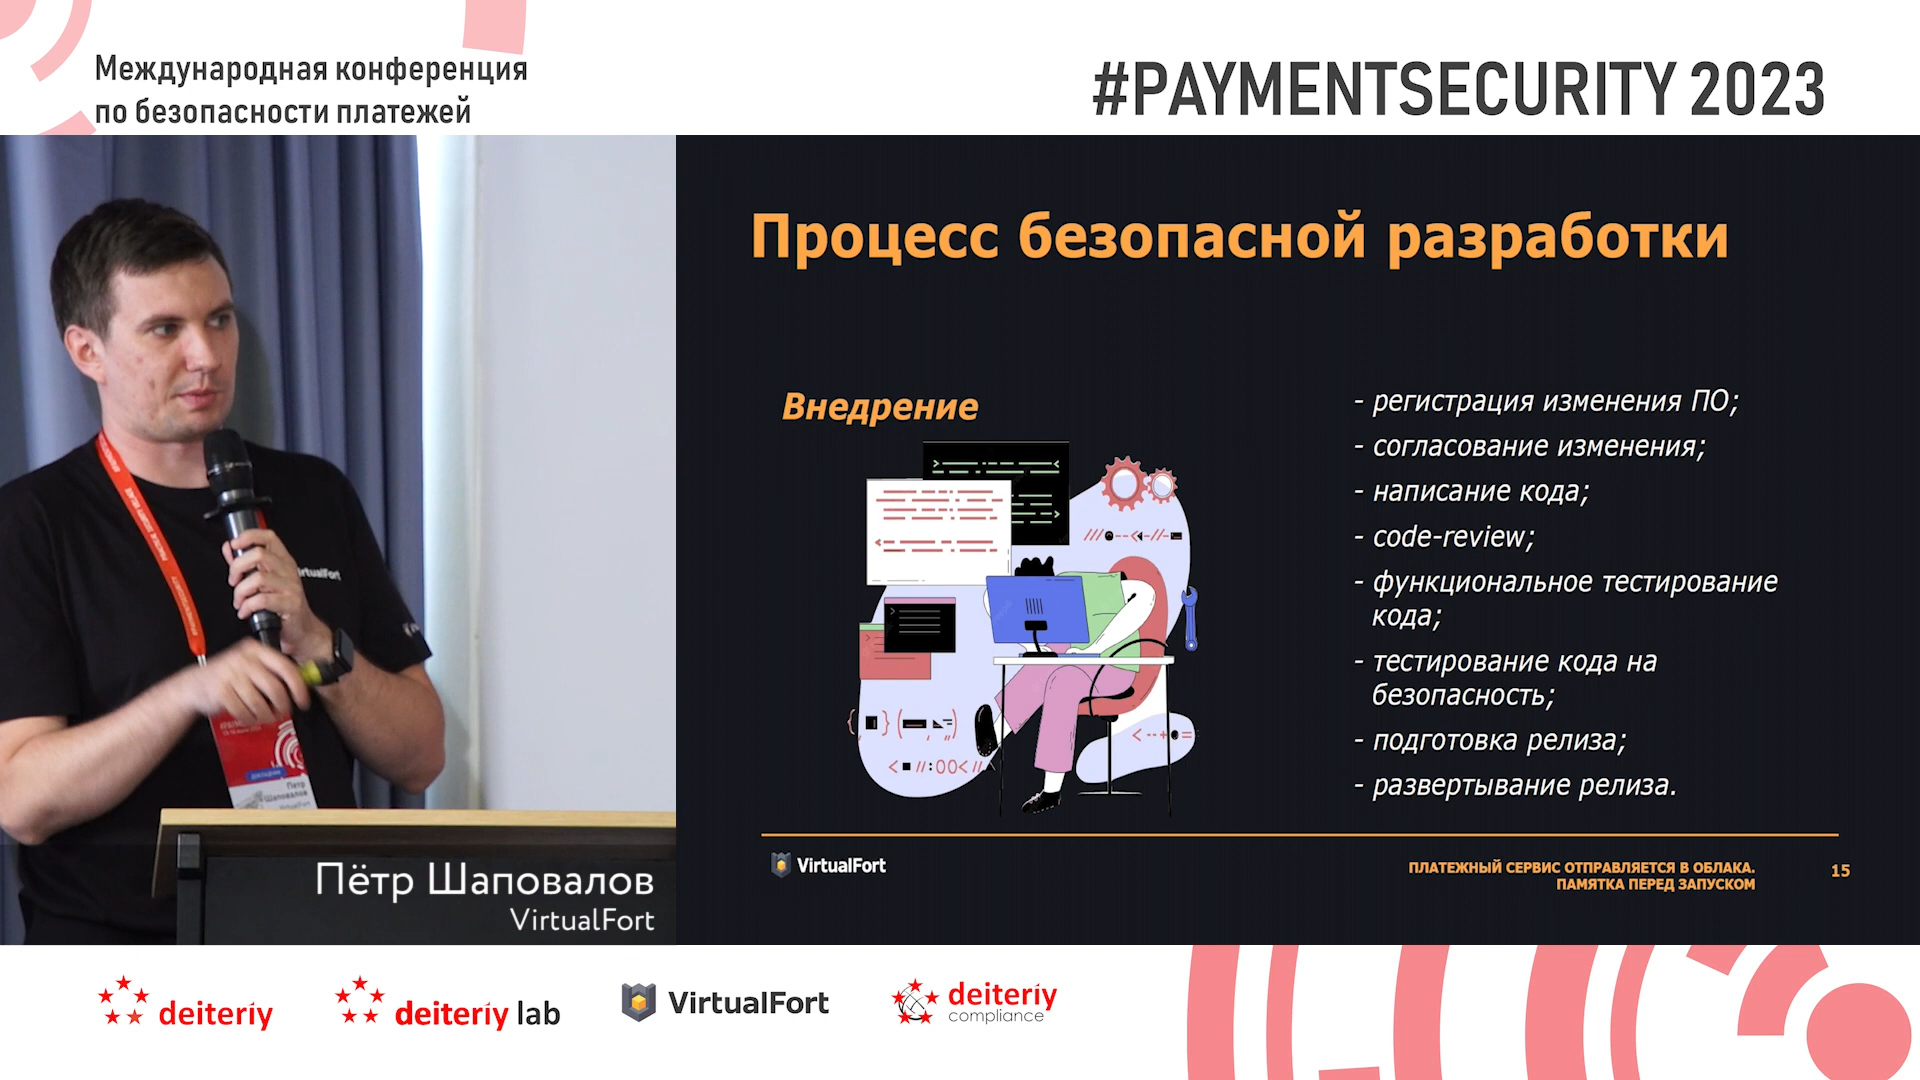 Международная конференция
по безопасности платежей
#PAYMENTSECURITY 2023
Процесс безопасной разработки
Внедрение
- регистрация изменения ПО;
- согласование изменения;
- написание кода;
- code-review;
- функциональное тестирование
кода;
- тестирование кода на
безопасность;
- подготовка релиза;
- развертывание релиза.
VirtualFort
ПЛАТЕЖНЫЙ СЕРВИС ОТПРАВЛЯЕТСЯ В ОБЛАКА.
ПАМЯТКА ПЕРЕД ЗАПУСКОМ
15
Пётр
Шаповалов
Пётр Шаповалов
VirtualFort
deiteriy
deiteriy lab
VirtualFort
deiteriy
compliance